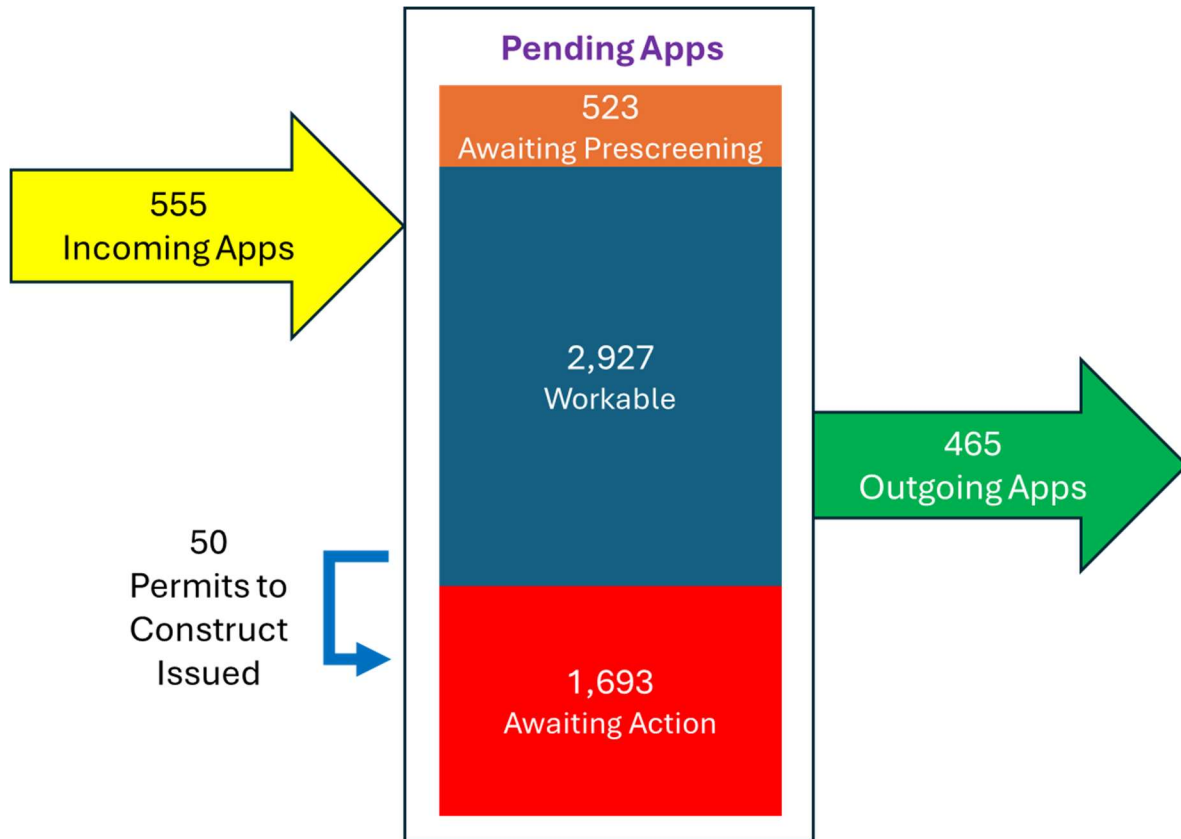 Pending Apps
523
Awaiting Prescreening
555
Incoming Apps
2,927
Workable
465
Outgoing Apps
50
Permits to
Construct
Issued
1,693
Awaiting Action